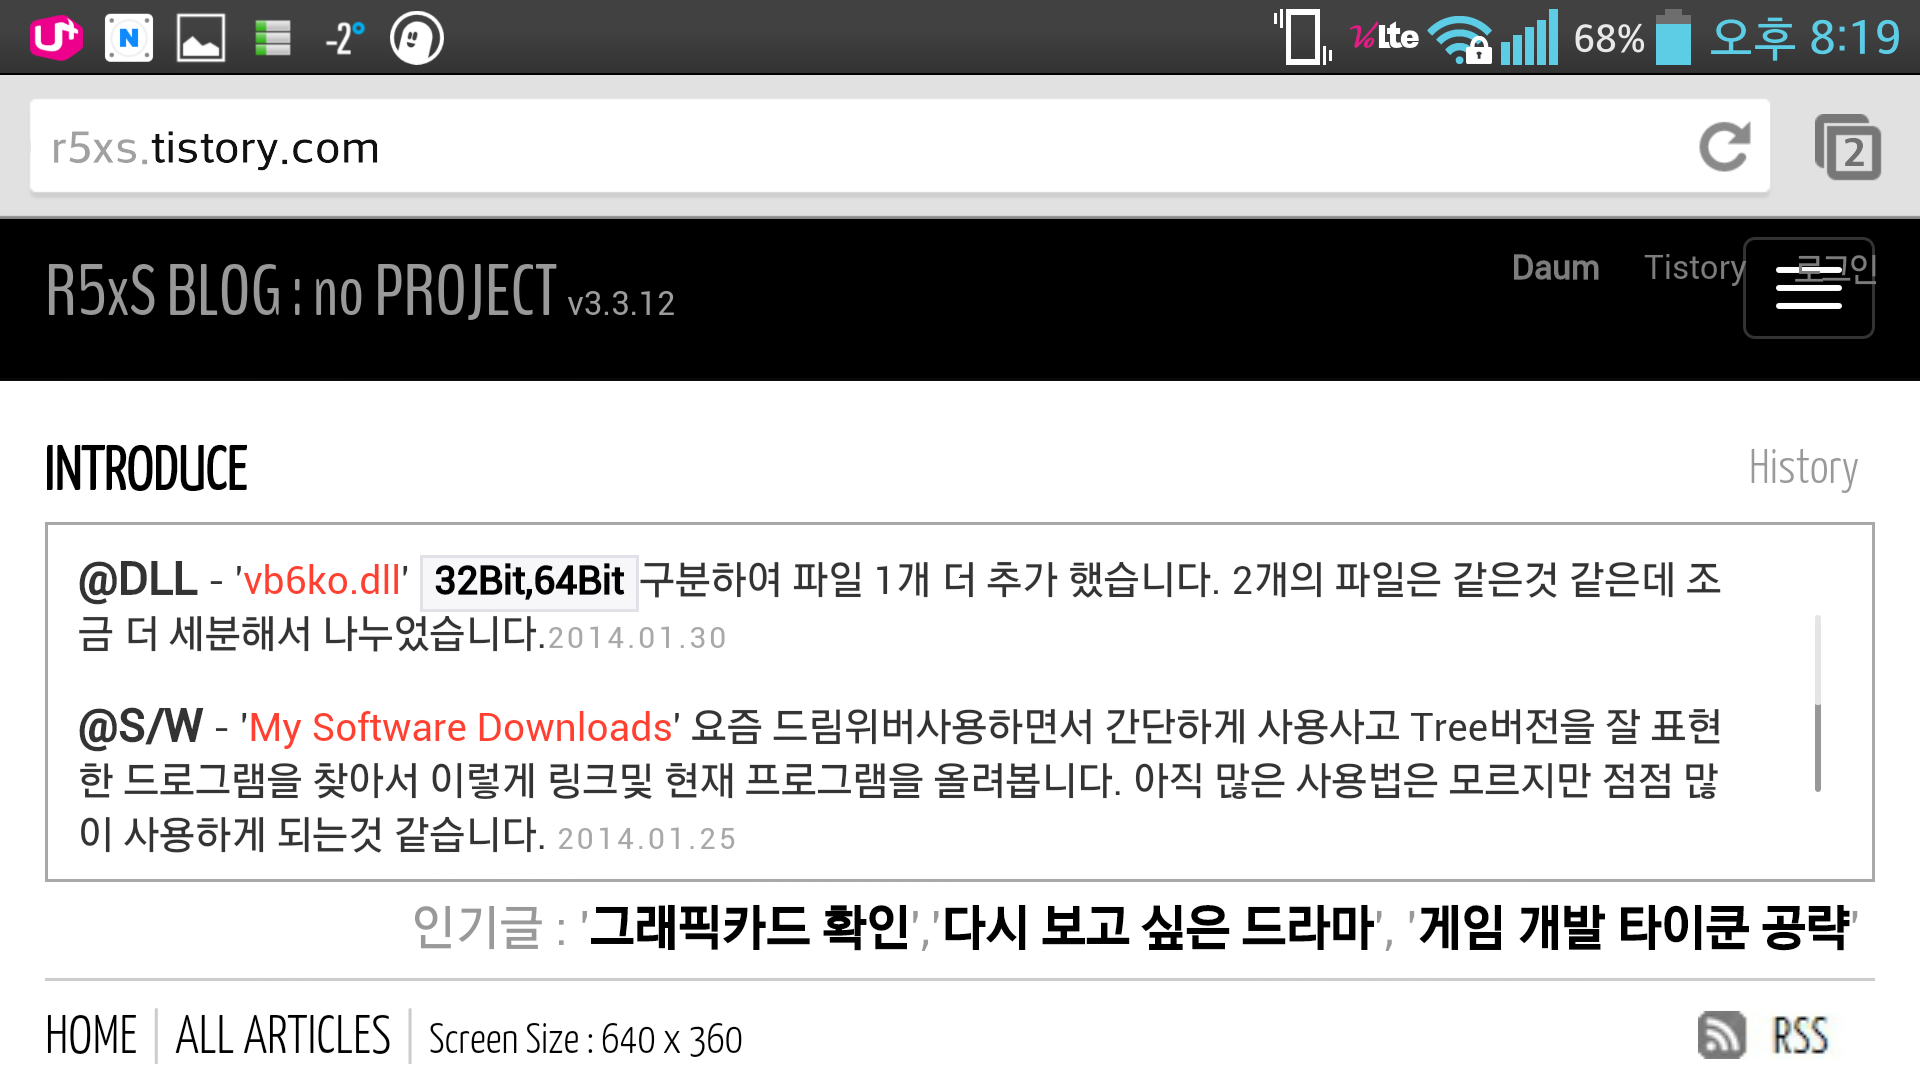 U+ N -2° VoLTE 68% 오후 8:19
r5xs.tistory.com 2
R5xS BLOG : no PROJECT v3.3.12 Daum Tistory 로그인
INTRODUCE History
@DLL - 'vb6ko.dll' 32Bit,64Bit 구분하여 파일 1개 더 추가 했습니다. 2개의 파일은 같은것 같은데 조
금 더 세분해서 나누었습니다.2014.01.30
@S/W - 'My Software Downloads' 요즘 드림위버사용하면서 간단하게 사용사고 Tree버전을 잘 표현
한 드로그램을 찾아서 이렇게 링크및 현재 프로그램을 올려봅니다. 아직 많은 사용법은 모르지만 점점 많
이 사용하게 되는것 같습니다. 2014.01.25
인기글 : '그래픽카드 확인','다시 보고 싶은 드라마', '게임 개발 타이쿤 공략'
HOME | ALL ARTICLES | Screen Size : 640 x 360 RSS